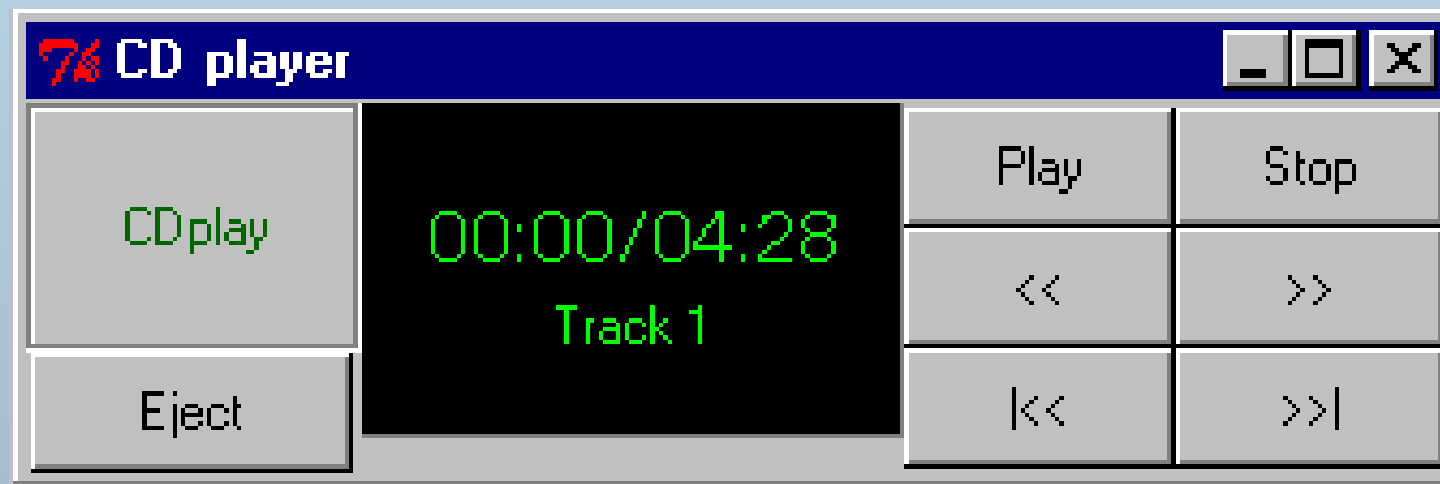 CD player
CDplay
00:00/04:28
Track 1
Eject
Play Stop
<< >>
|<< >>|